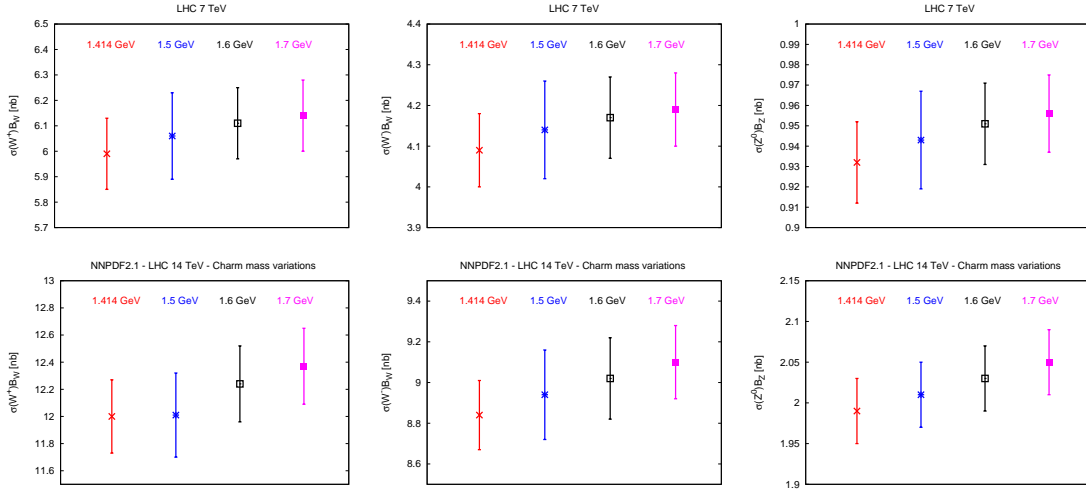 LHC 7 TeV
σ(W⁺)B_W [nb]
6.5
6.4
6.3
6.2
6.1
6
5.9
5.8
5.7
1.414 GeV 1.5 GeV 1.6 GeV 1.7 GeV
LHC 7 TeV
σ(W⁻)B_W [nb]
4.4
4.3
4.2
4.1
4
3.9
1.414 GeV 1.5 GeV 1.6 GeV 1.7 GeV
LHC 7 TeV
σ(Z⁰)B_Z [nb]
1
0.99
0.98
0.97
0.96
0.95
0.94
0.93
0.92
0.91
0.9
1.414 GeV 1.5 GeV 1.6 GeV 1.7 GeV
NNPDF2.1 - LHC 14 TeV - Charm mass variations
σ(W⁺)B_W [nb]
13
12.8
12.6
12.4
12.2
12
11.8
11.6
1.414 GeV 1.5 GeV 1.6 GeV 1.7 GeV
NNPDF2.1 - LHC 14 TeV - Charm mass variations
σ(W⁻)B_W [nb]
9.4
9.2
9
8.8
8.6
1.414 GeV 1.5 GeV 1.6 GeV 1.7 GeV
NNPDF2.1 - LHC 14 TeV - Charm mass variations
σ(Z⁰)B_Z [nb]
2.15
2.1
2.05
2
1.95
1.9
1.414 GeV 1.5 GeV 1.6 GeV 1.7 GeV